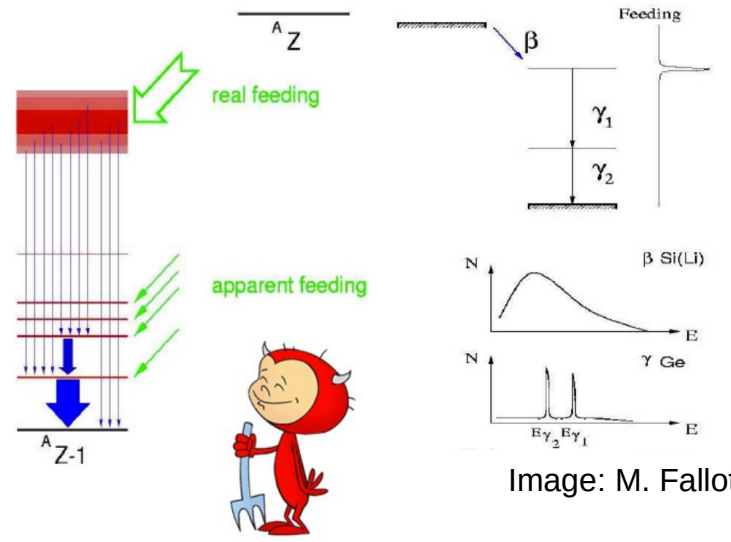 A Z
real feeding
apparent feeding
A Z-1
Feeding
β
γ1
γ2
N
β Si(Li)
E
N
γ Ge
E
Eγ2 Eγ1
Image: M. Fallot